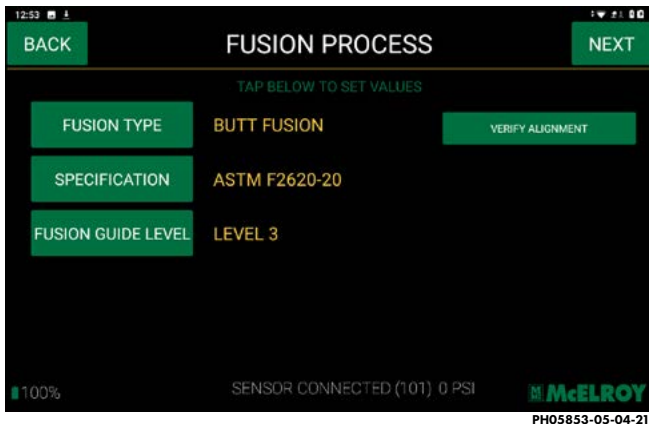 12:53
BACK FUSION PROCESS NEXT
TAP BELOW TO SET VALUES
FUSION TYPE BUTT FUSION VERIFY ALIGNMENT
SPECIFICATION ASTM F2620-20
FUSION GUIDE LEVEL LEVEL 3
100% SENSOR CONNECTED (101) 0 PSI McELROY
PH05853-05-04-21